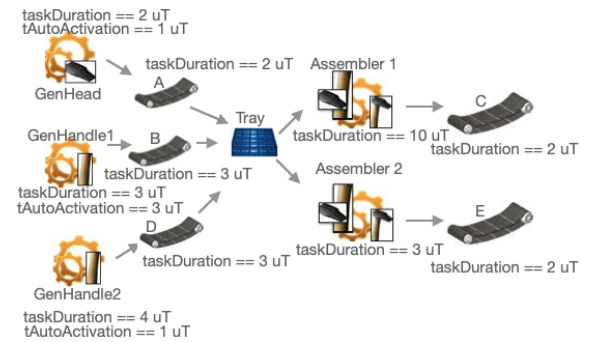 taskDuration == 2 uT
tAutoActivation == 1 uT
GenHead
taskDuration == 2 uT
A
Tray
Assembler 1
taskDuration == 10 uT
C
taskDuration == 2 uT
GenHandle1
B
taskDuration == 3 uT
taskDuration == 3 uT
tAutoActivation == 3 uT
Assembler 2
taskDuration == 3 uT
E
taskDuration == 2 uT
D
taskDuration == 3 uT
GenHandle2
taskDuration == 4 uT
tAutoActivation == 1 uT